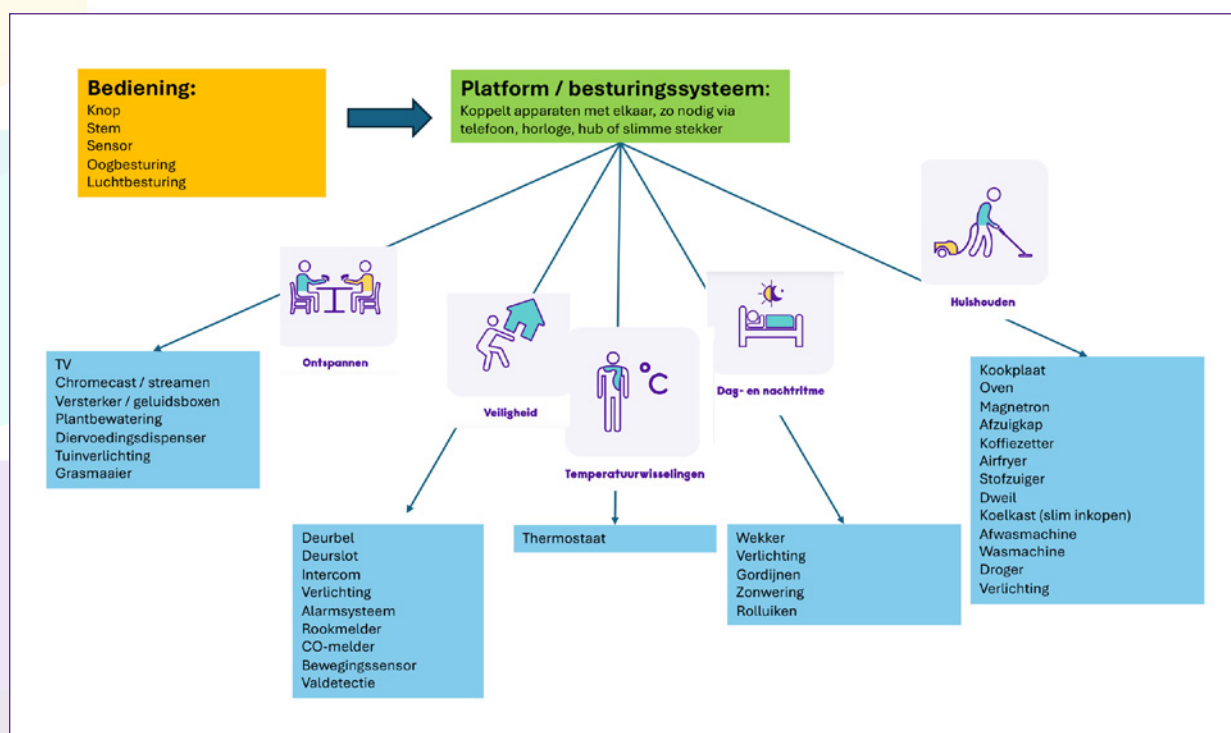 Bediening:
Knop
Stem
Sensor
Oogbesturing
Luchtbesturing
Platform / besturingssysteem:
Koppelt apparaten met elkaar, zo nodig via
telefoon, horloge, hub of slimme stekker
Ontspannen
Veiligheid
°C
Temperatuurwisselingen
Dag- en nachtritme
Huishouden
TV
Chromecast / streamen
Versterker / geluidsboxen
Plantbewatering
Diervoedingsdispenser
Tuinverlichting
Grasmaaier
Deurbel
Deurslot
Intercom
Verlichting
Alarmsysteem
Rookmelder
CO-melder
Bewegingssensor
Valdetectie
Thermostaat
Wekker
Verlichting
Gordijnen
Zonwering
Rolluiken
Kookplaat
Oven
Magnetron
Afzuigkap
Koffiezetter
Airfryer
Stofzuiger
Dweil
Koelkast (slim inkopen)
Afwasmachine
Wasmachine
Droger
Verlichting